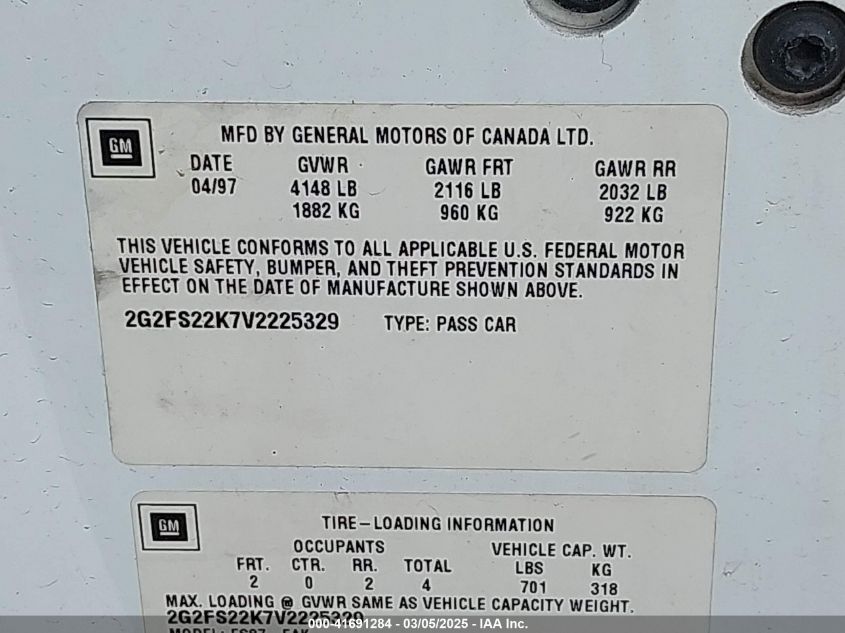 GM
MFD BY GENERAL MOTORS OF CANADA LTD.
DATE GVWR GAWR FRT GAWR RR
04/97 4148 LB 2116 LB 2032 LB
1882 KG 960 KG 922 KG
THIS VEHICLE CONFORMS TO ALL APPLICABLE U.S. FEDERAL MOTOR
VEHICLE SAFETY, BUMPER, AND THEFT PREVENTION STANDARDS IN
EFFECT ON THE DATE OF MANUFACTURE SHOWN ABOVE.
2G2FS22K7V2225329 TYPE: PASS CAR
GM
TIRE-LOADING INFORMATION
OCCUPANTS VEHICLE CAP. WT.
FRT. CTR. RR. TOTAL LBS KG
2 0 2 4 701 318
MAX. LOADING @ GVWR SAME AS VEHICLE CAPACITY WEIGHT.
2G2FS22K7V2225329
000-41691284 - 03/05/2025 - IAA Inc.